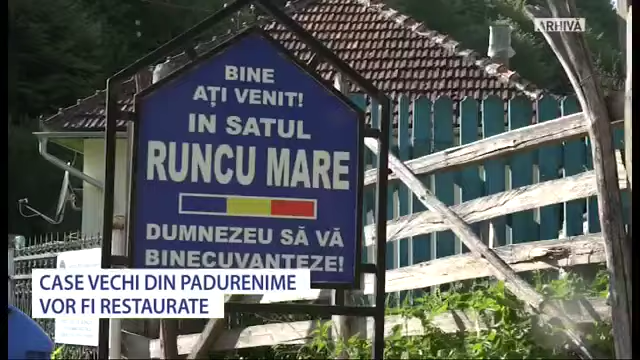 ARHIVĂ
BINE
AȚI VENIT!
IN SATUL
RUNCU MARE
DUMNEZEU SĂ VĂ
BINECUVANTEZE!
CASE VECHI DIN PADURENIME
VOR FI RESTAURATE